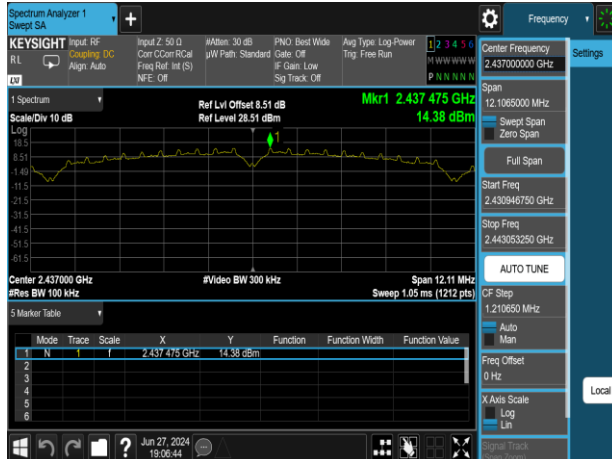 Spectrum Analyzer 1
Swept SA
Frequency
KEYSIGHT Input: RF
RL
Coupling: DC
Align: Auto
LXI
Input Z: 50 Ω
Corr CCorr RCal
Freq Ref: Int (S)
NFE: Off
#Atten: 30 dB
µW Path: Standard
PNO: Best Wide
Gate: Off
IF Gain: Low
Sig Track: Off
Avg Type: Log-Power
Trig: Free Run
1 2 3 4 5 6
M W W W W W
P N N N N N
1 Spectrum
Scale/Div 10 dB
Ref Lvl Offset 8.51 dB
Ref Level 28.51 dBm
Mkr1 2.437 475 GHz
14.38 dBm
Log
18.5
8.51
-1.49
-11.5
-21.5
-31.5
-41.5
-51.5
-61.5
1
Center 2.437000 GHz
#Res BW 100 kHz
#Video BW 300 kHz
Span 12.11 MHz
Sweep 1.05 ms (1212 pts)
5 Marker Table
Mode Trace Scale X Y Function Function Width Function Value
1 N 1 f 2.437 475 GHz 14.38 dBm
2
3
4
5
6
Jun 27, 2024
19:06:44
Center Frequency
2.437000000 GHz
Settings
Span
12.1065000 MHz
Swept Span
Zero Span
Full Span
Start Freq
2.430946750 GHz
Stop Freq
2.443053250 GHz
AUTO TUNE
CF Step
1.210650 MHz
Auto
Man
Freq Offset
0 Hz
Local
X Axis Scale
Log
Lin
Signal Track
(Span Zoom)